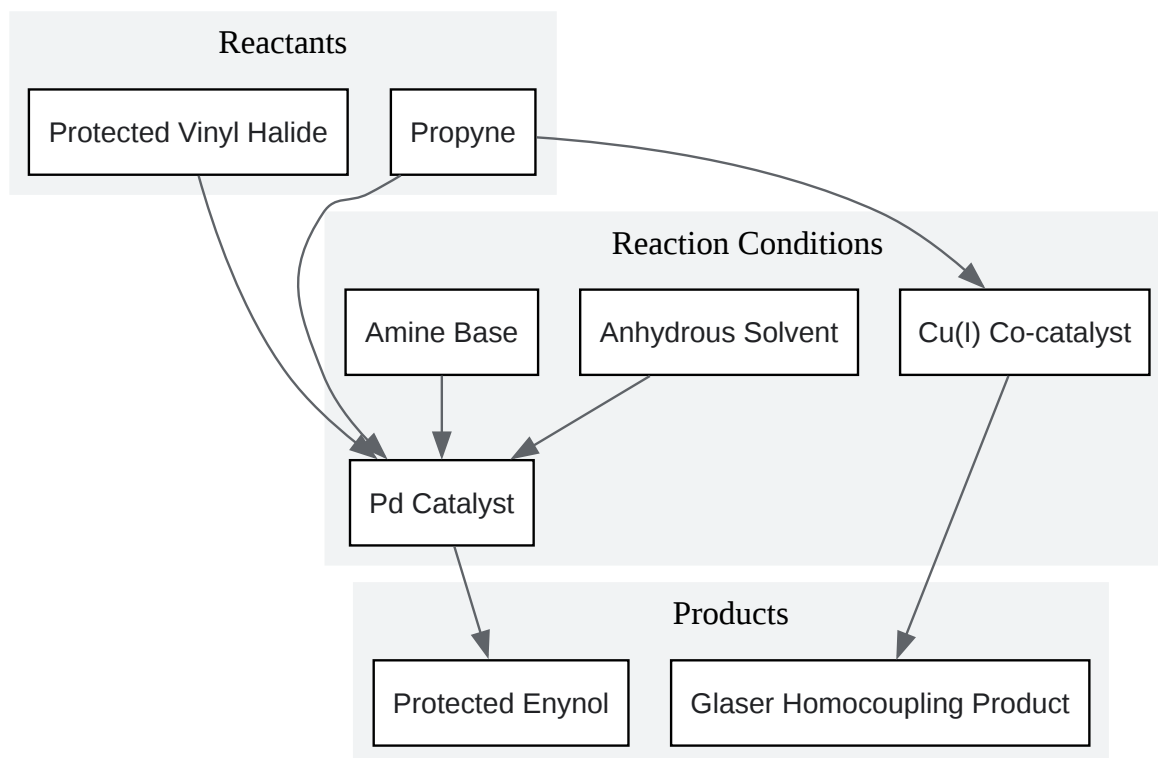 Reactants
Protected Vinyl Halide
Propyne
Reaction Conditions
Amine Base
Anhydrous Solvent
Cu(I) Co-catalyst
Pd Catalyst
Products
Protected Enynol
Glaser Homocoupling Product